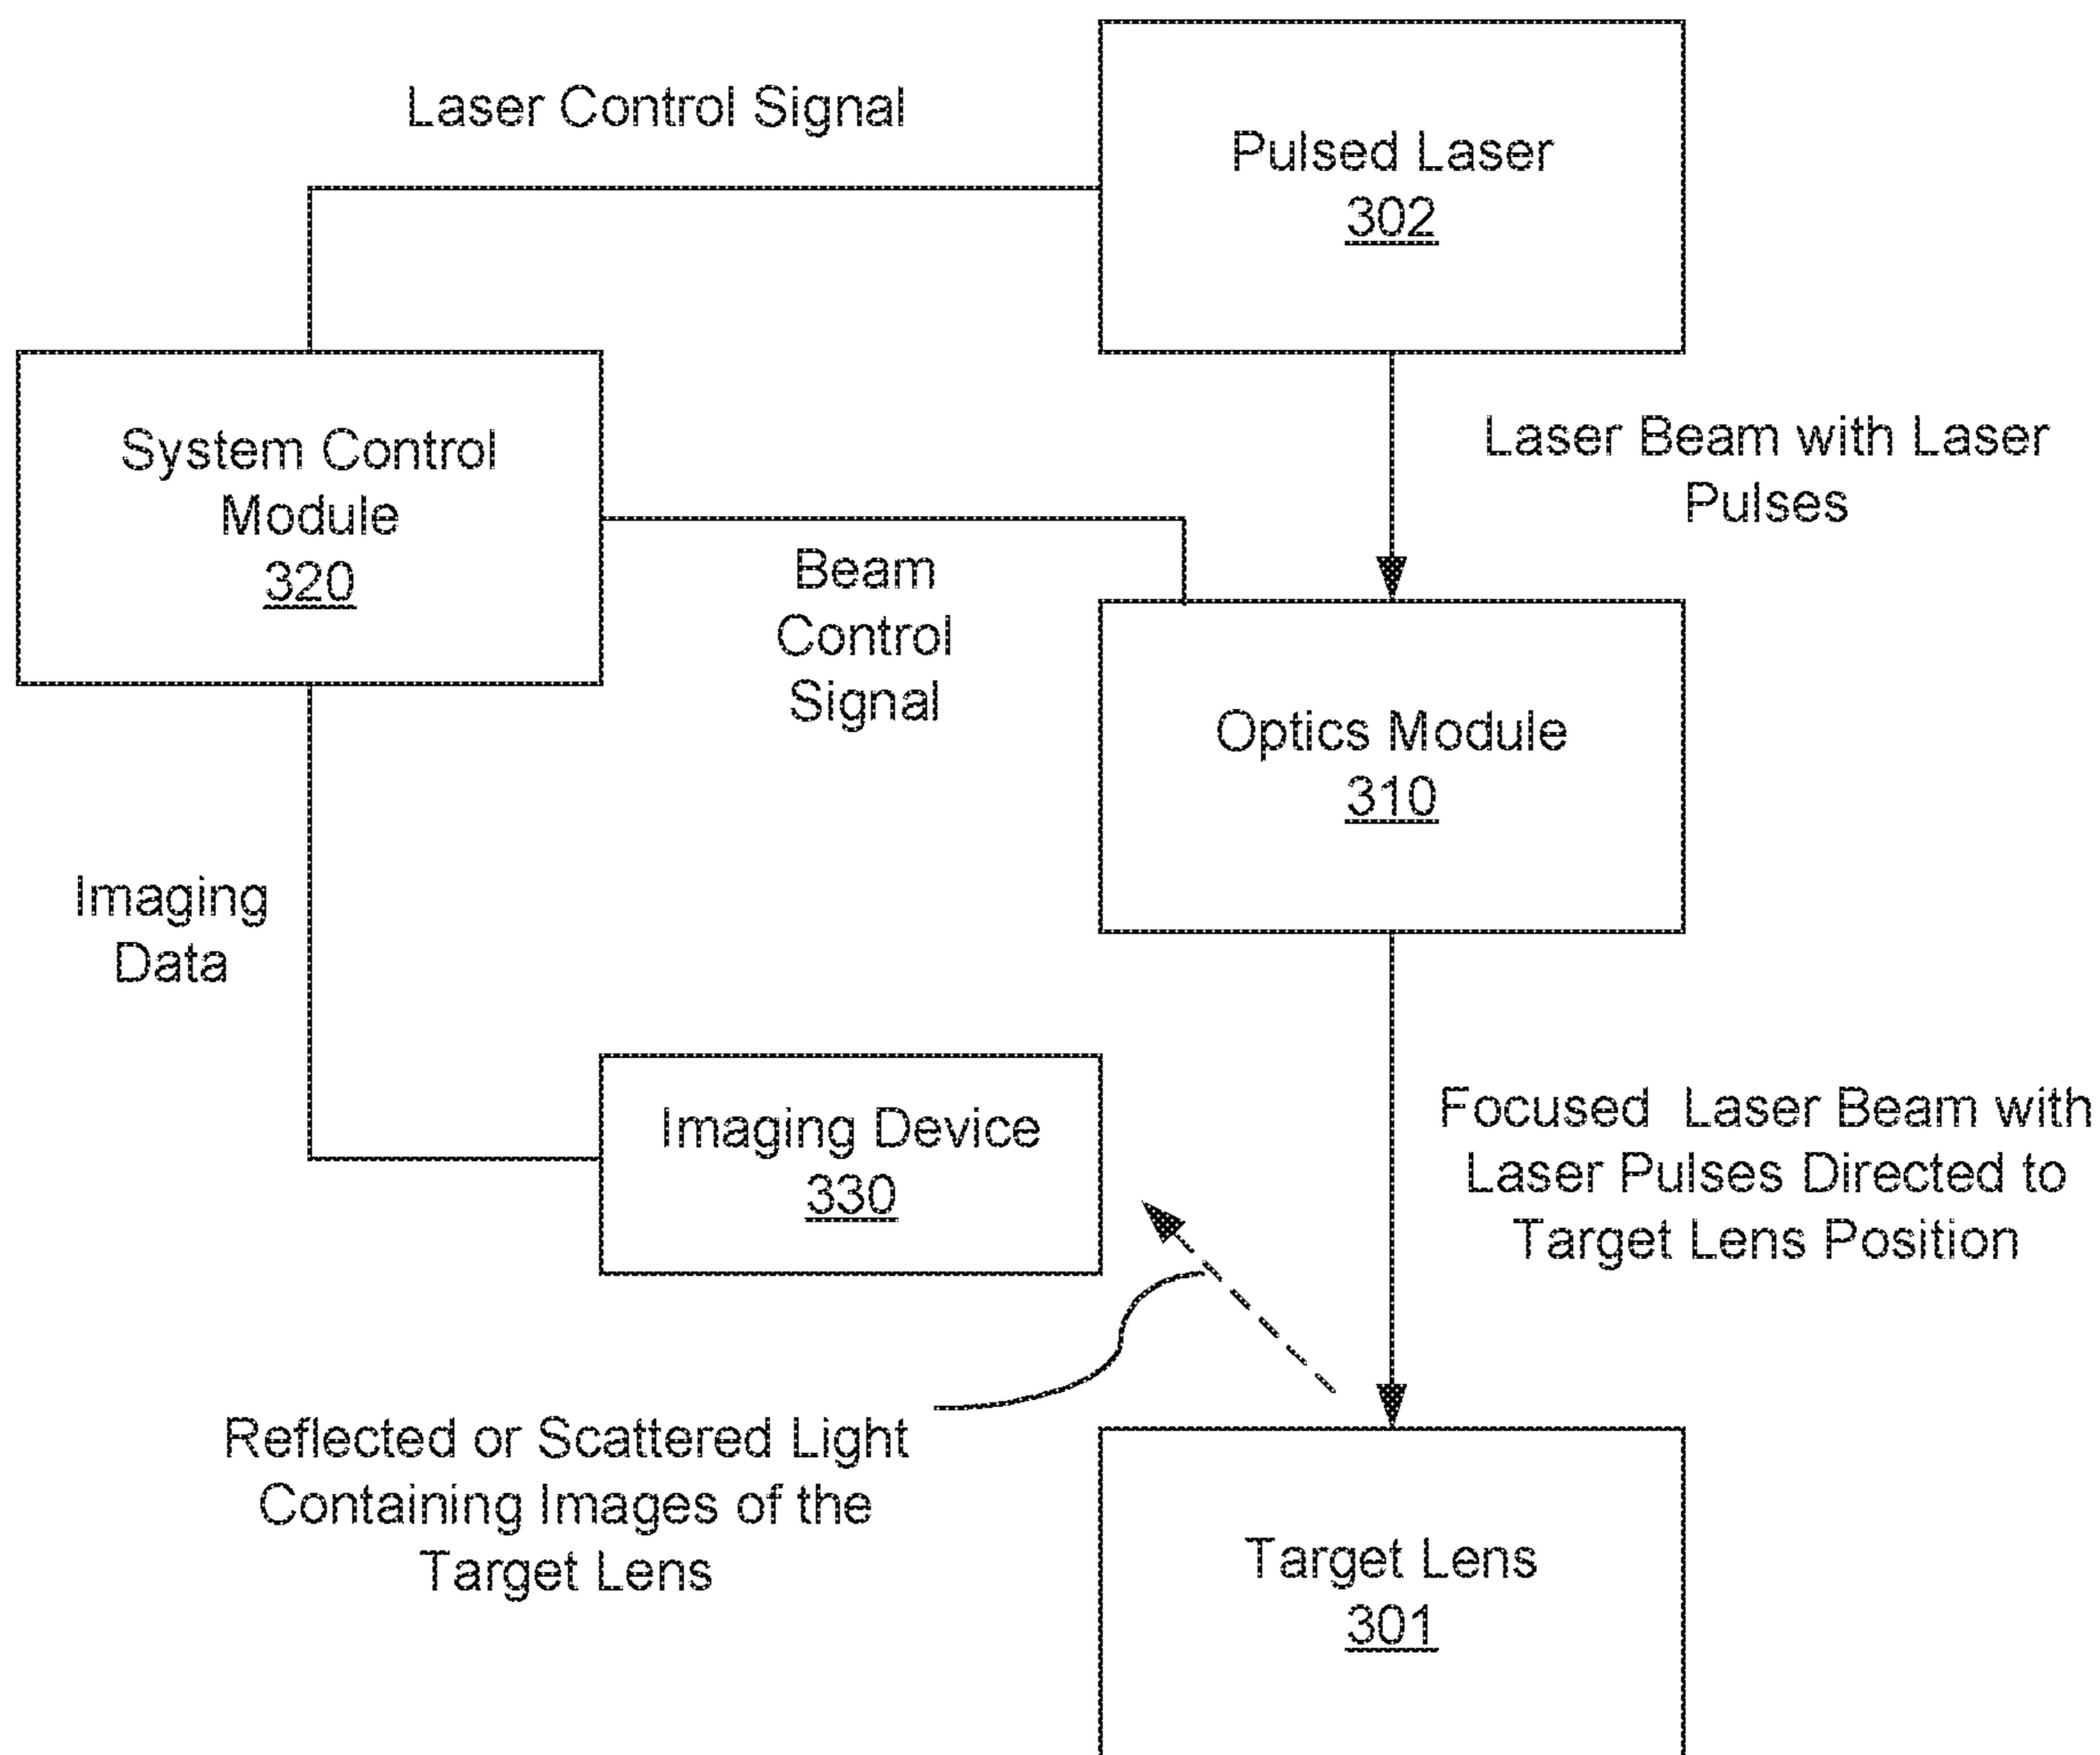 Laser Control Signal
Pulsed Laser
302
System Control
Module
320
Laser Beam with Laser
Pulses
Beam
Control
Signal
Optics Module
310
Imaging
Data
Imaging Device
330
Focused Laser Beam with
Laser Pulses Directed to
Target Lens Position
Reflected or Scattered Light
Containing Images of the
Target Lens
Target Lens
301